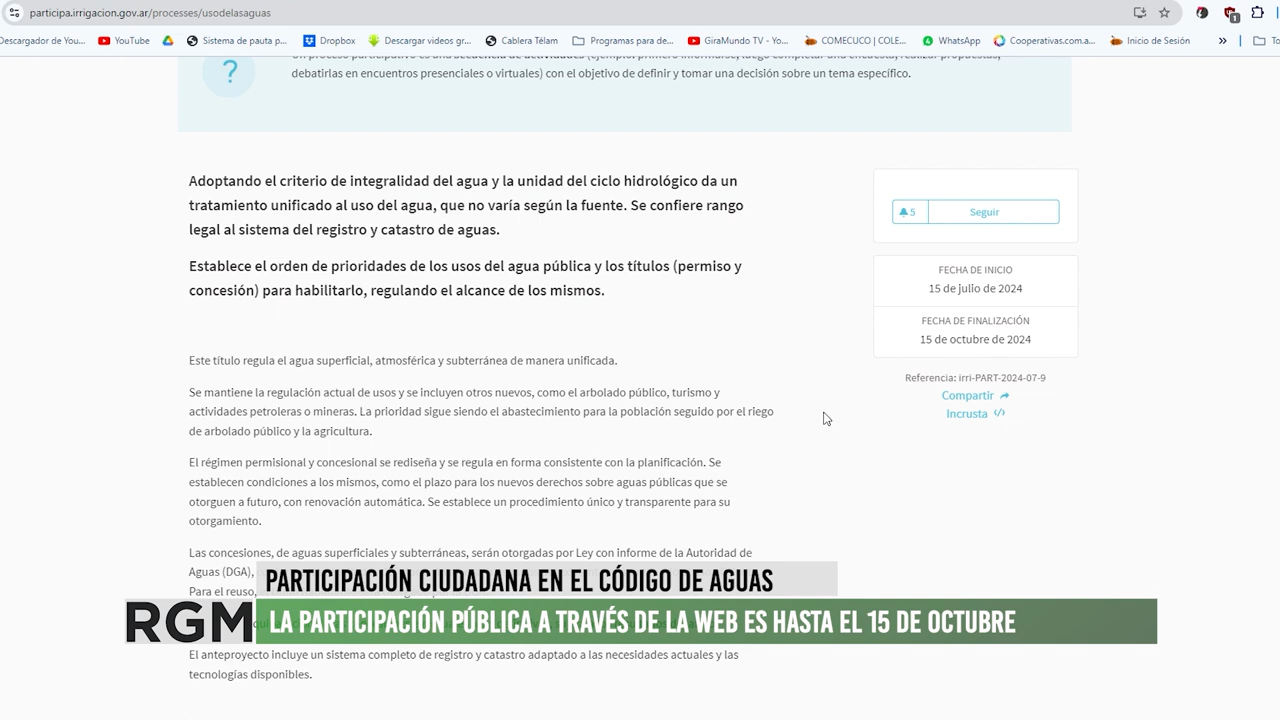 participa.irrigacion.gov.ar/processes/usodelasaguas
Descargador de You...
YouTube
Sistema de pauta p...
Dropbox
Descargar videos gr...
Cablera Télam
Programas para de...
GiraMundo TV - Yo...
COMECUCO | COLE...
WhatsApp
Cooperativas.com.a...
Inicio de Sesión
»
To
1
?
debatirlas en encuentros presenciales o virtuales) con el objetivo de definir y tomar una decisión sobre un tema específico.
Adoptando el criterio de integralidad del agua y la unidad del ciclo hidrológico da un
tratamiento unificado al uso del agua, que no varía según la fuente. Se confiere rango
legal al sistema del registro y catastro de aguas.
Establece el orden de prioridades de los usos del agua pública y los títulos (permiso y
concesión) para habilitarlo, regulando el alcance de los mismos.
Este título regula el agua superficial, atmosférica y subterránea de manera unificada.
Se mantiene la regulación actual de usos y se incluyen otros nuevos, como el arbolado público, turismo y
actividades petroleras o mineras. La prioridad sigue siendo el abastecimiento para la población seguido por el riego
de arbolado público y la agricultura.
El régimen permisional y concesional se rediseña y se regula en forma consistente con la planificación. Se
establecen condiciones a los mismos, como el plazo para los nuevos derechos sobre aguas públicas que se
otorguen a futuro, con renovación automática. Se establece un procedimiento único y transparente para su
otorgamiento.
Las concesiones, de aguas superficiales y subterráneas, serán otorgadas por Ley con informe de la Autoridad de
Aguas (DGA),
Para el reuso,
El anteproyecto incluye un sistema completo de registro y catastro adaptado a las necesidades actuales y las
tecnologías disponibles.
5
Seguir
FECHA DE INICIO
15 de julio de 2024
FECHA DE FINALIZACIÓN
15 de octubre de 2024
Referencia: irri-PART-2024-07-9
Compartir
Incrusta
PARTICIPACIÓN CIUDADANA EN EL CÓDIGO DE AGUAS
RGM
LA PARTICIPACIÓN PÚBLICA A TRAVÉS DE LA WEB ES HASTA EL 15 DE OCTUBRE